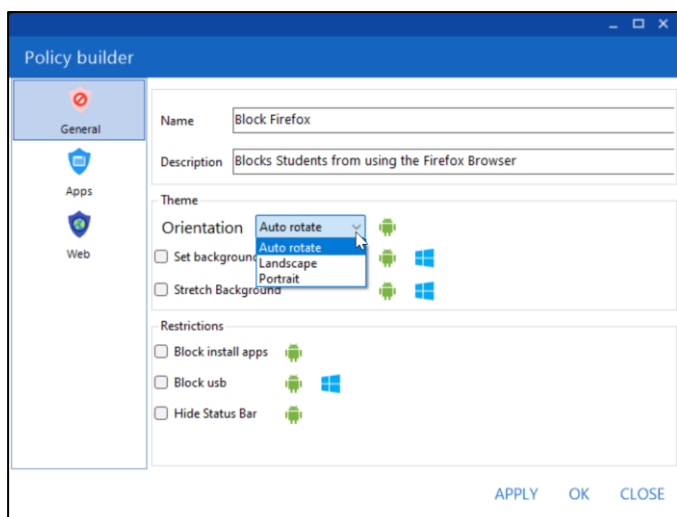 Policy builder
General
Apps
Web
Name Block Firefox
Description Blocks Students from using the Firefox Browser
Theme
Orientation Auto rotate
Auto rotate
Landscape
Portrait
Set background
Stretch Background
Restrictions
Block install apps
Block usb
Hide Status Bar
APPLY OK CLOSE